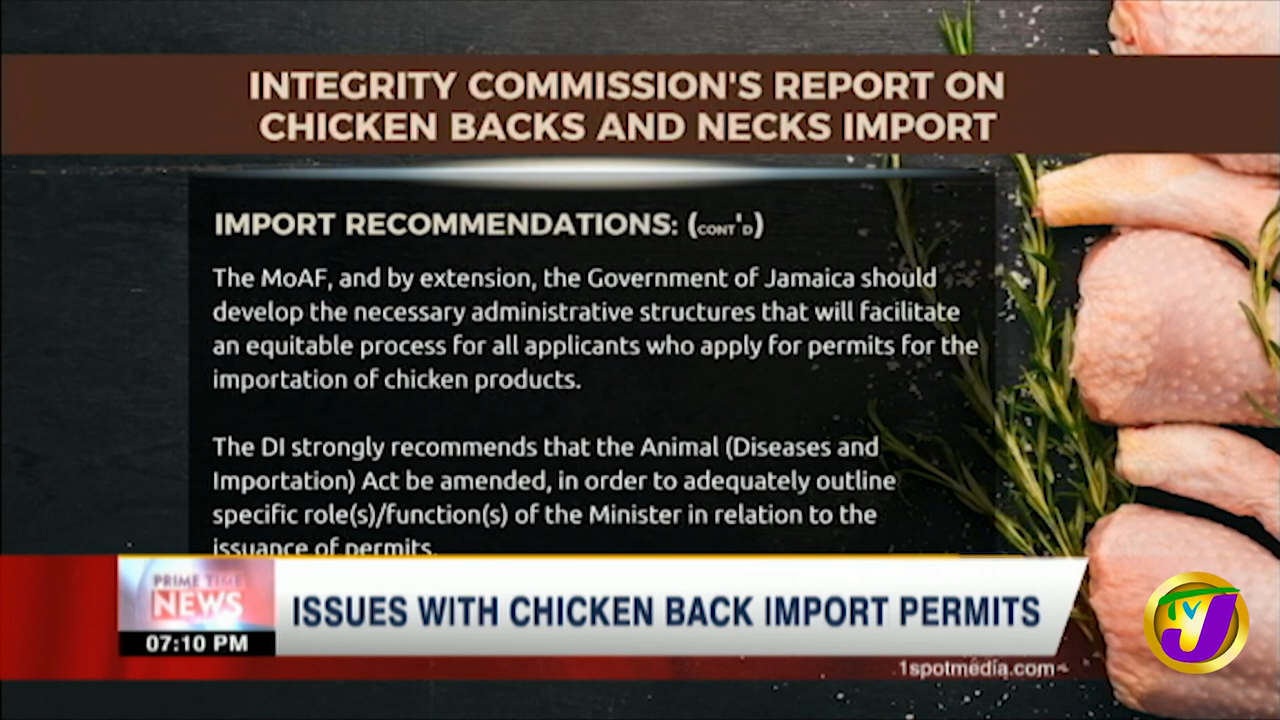 INTEGRITY COMMISSION'S REPORT ON
CHICKEN BACKS AND NECKS IMPORT
IMPORT RECOMMENDATIONS: (CONT'D)
The MoAF, and by extension, the Government of Jamaica should
develop the necessary administrative structures that will facilitate
an equitable process for all applicants who apply for permits for the
importation of chicken products.
The DI strongly recommends that the Animal (Diseases and
Importation) Act be amended, in order to adequately outline
specific role(s)/function(s) of the Minister in relation to the
issuance of permits.
PRIME TIME
NEWS
07:10 PM
ISSUES WITH CHICKEN BACK IMPORT PERMITS
1spotmedia.com
TVJ